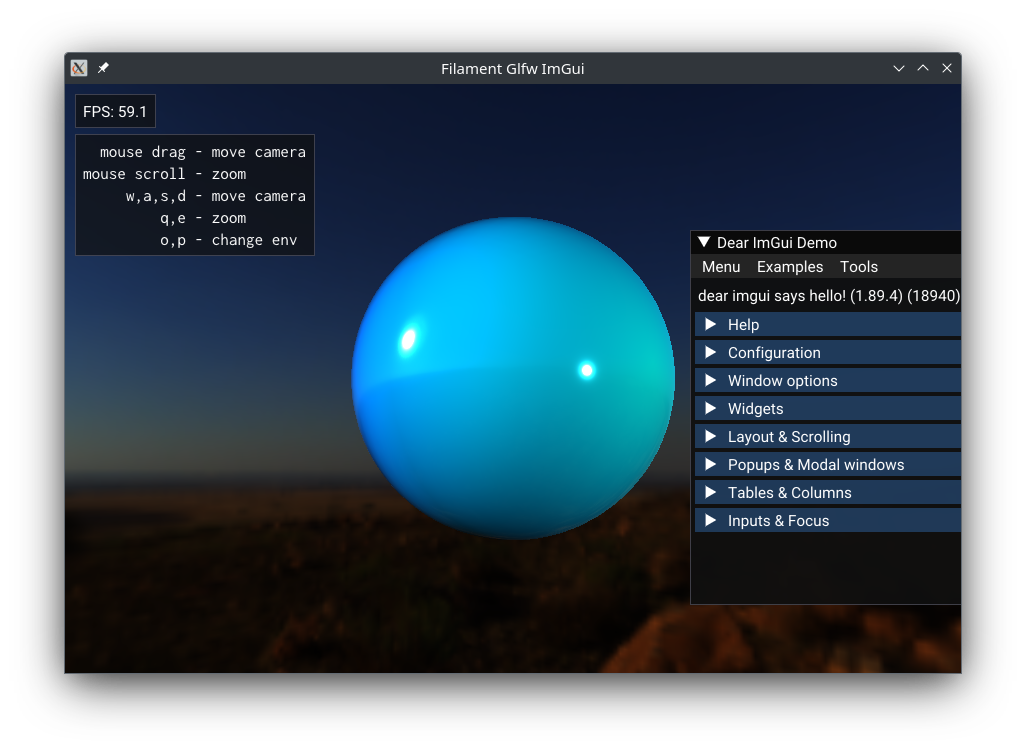 Filament Glfw ImGui
FPS: 59.1
mouse drag - move camera
mouse scroll - zoom
w,a,s,d - move camera
q,e - zoom
o,p - change env
Dear ImGui Demo
Menu Examples Tools
dear imgui says hello! (1.89.4) (18940)
Help
Configuration
Window options
Widgets
Layout & Scrolling
Popups & Modal windows
Tables & Columns
Inputs & Focus